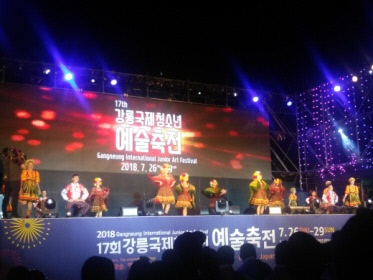 17th
강릉국제청소년
예술축전
Gangneung International Junior Art Festival
2018. 7. 26
2018 Gangneung International Junior Art Festival
17회 강릉국제청소년 예술축전 7.26 29SUN